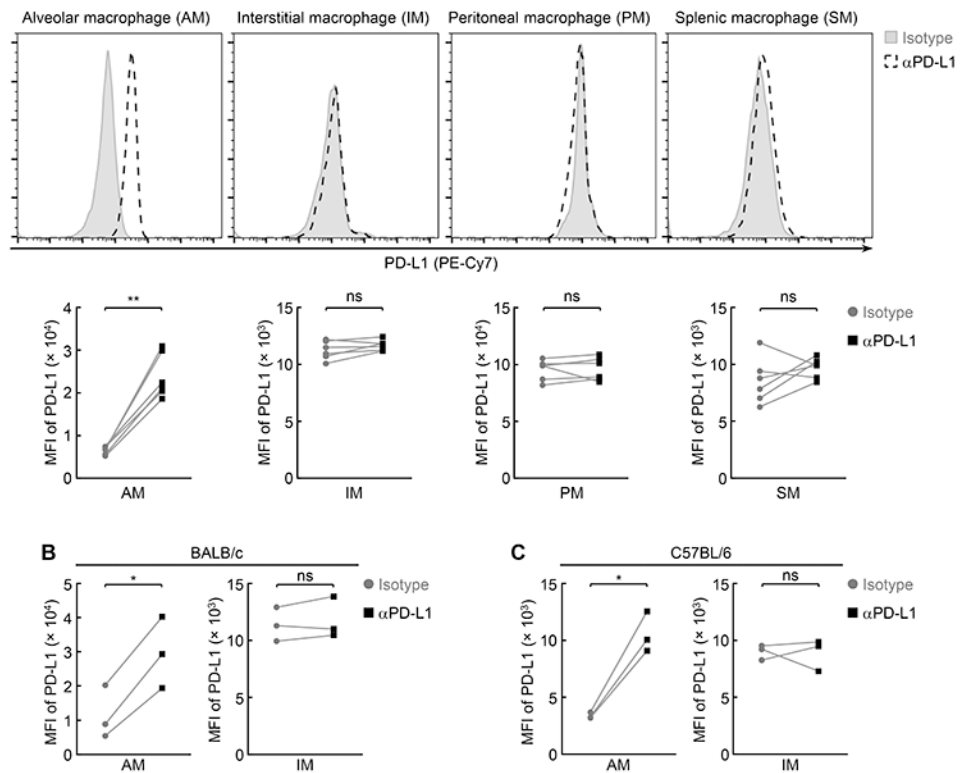 Alveolar macrophage (AM)
Interstitial macrophage (IM)
Peritoneal macrophage (PM)
Splenic macrophage (SM)
Isotype
αPD-L1
PD-L1 (PE-Cy7)
MFI of PD-L1 (× 10⁴)
4
3
2
1
0
**
AM
MFI of PD-L1 (× 10³)
15
10
5
0
ns
IM
MFI of PD-L1 (× 10³)
15
10
5
0
ns
PM
MFI of PD-L1 (× 10³)
15
10
5
0
ns
SM
Isotype
αPD-L1
B
BALB/c
MFI of PD-L1 (× 10⁴)
5
4
3
2
1
0
*
AM
MFI of PD-L1 (× 10³)
15
10
5
0
ns
IM
Isotype
αPD-L1
C
C57BL/6
MFI of PD-L1 (× 10³)
15
10
5
0
*
AM
MFI of PD-L1 (× 10³)
15
10
5
0
ns
IM
Isotype
αPD-L1